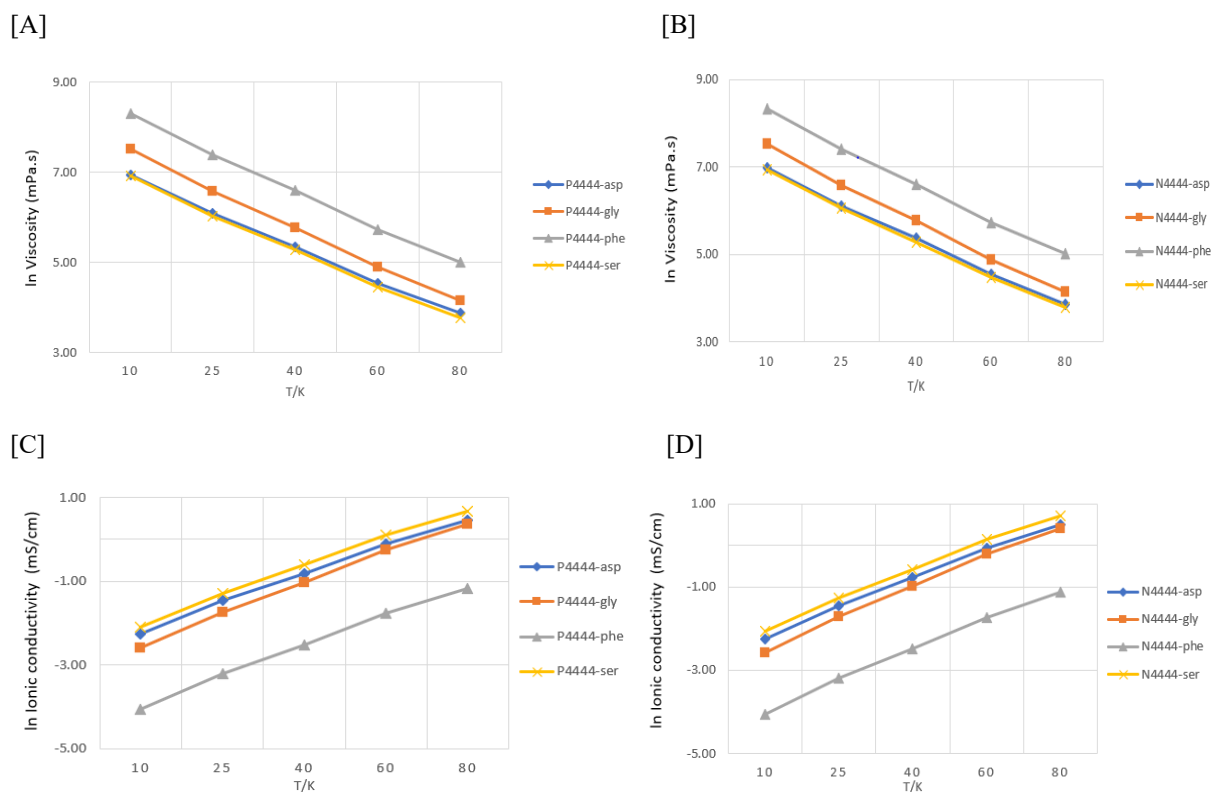 [A]
ln Viscosity (mPa.s)
9.00
7.00
5.00
3.00
10 25 40 60 80
T/K
P4444-asp
P4444-gly
P4444-phe
P4444-ser
[B]
ln Viscosity (mPa.s)
9.00
7.00
5.00
3.00
10 25 40 60 80
T/K
N4444-asp
N4444-gly
N4444-phe
N4444-ser
[C]
ln Ionic conductivity (mS/cm)
1.00
-1.00
-3.00
-5.00
10 25 40 60 80
T/K
P4444-asp
P4444-gly
P4444-phe
P4444-ser
[D]
ln Ionic conductivity (mS/cm)
1.00
-1.00
-3.00
-5.00
10 25 40 60 80
T/K
N4444-asp
N4444-gly
N4444-phe
N4444-ser